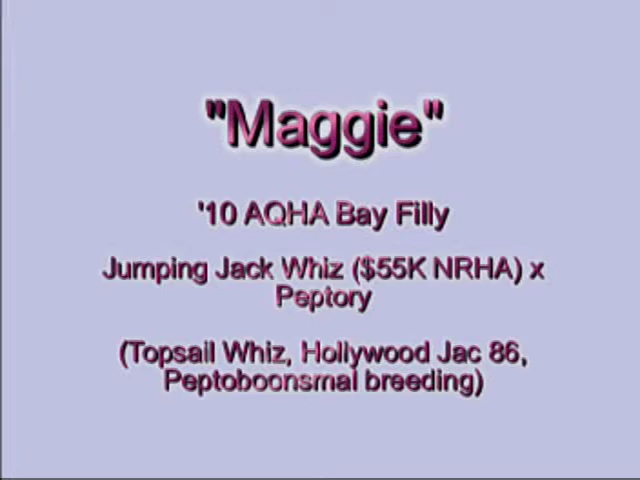 "Maggie"
'10 AQHA Bay Filly
Jumping Jack Whiz ($55K NRHA) x
Peptory
(Topsail Whiz, Hollywood Jac 86,
Peptoboonsmal breeding)